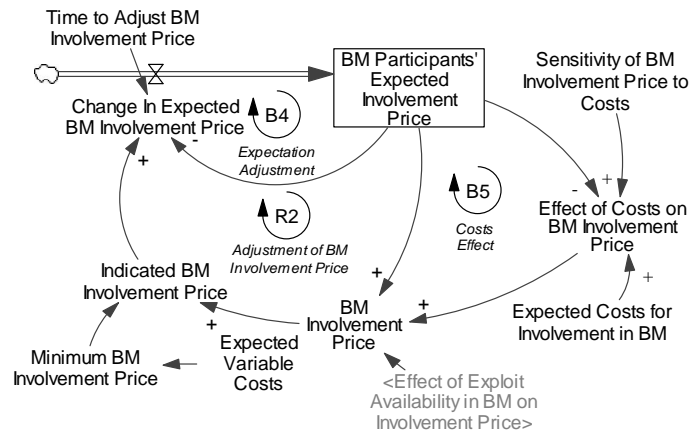 Time to Adjust BM
Involvement Price
BM Participants'
Expected
Involvement
Price
Sensitivity of BM
Involvement Price to
Costs
Change In Expected
BM Involvement Price
B4
-
Expectation
Adjustment
+
R2
Adjustment of BM
Involvement Price
B5
Costs
Effect
-
+
Effect of Costs on
BM Involvement
Price
+
Indicated BM
Involvement Price
+
+
+
BM
Involvement
Price
Expected Costs for
Involvement in BM
Minimum BM
Involvement Price
Expected
Variable
Costs
<Effect of Exploit
Availability in BM on
Involvement Price>